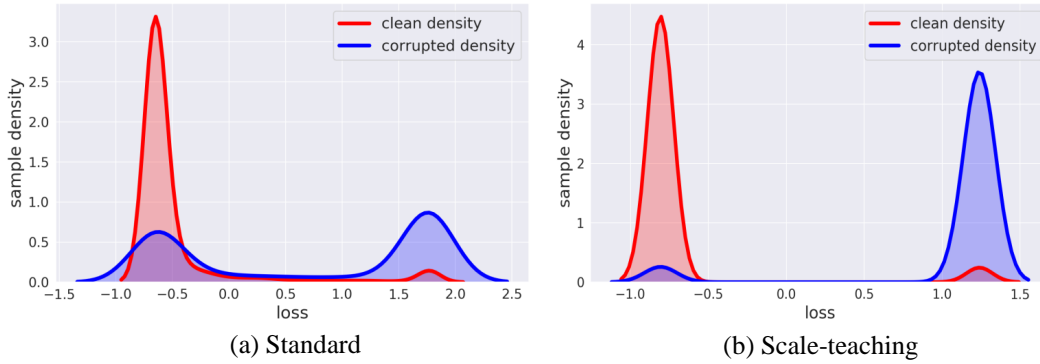 clean density
corrupted density
sample density
3.0
2.5
2.0
1.5
1.0
0.5
0.0
−1.5 −1.0 −0.5 0.0 0.5 1.0 1.5 2.0 2.5
loss
(a) Standard
clean density
corrupted density
sample density
4
3
2
1
0
−1.0 −0.5 0.0 0.5 1.0 1.5
loss
(b) Scale-teaching